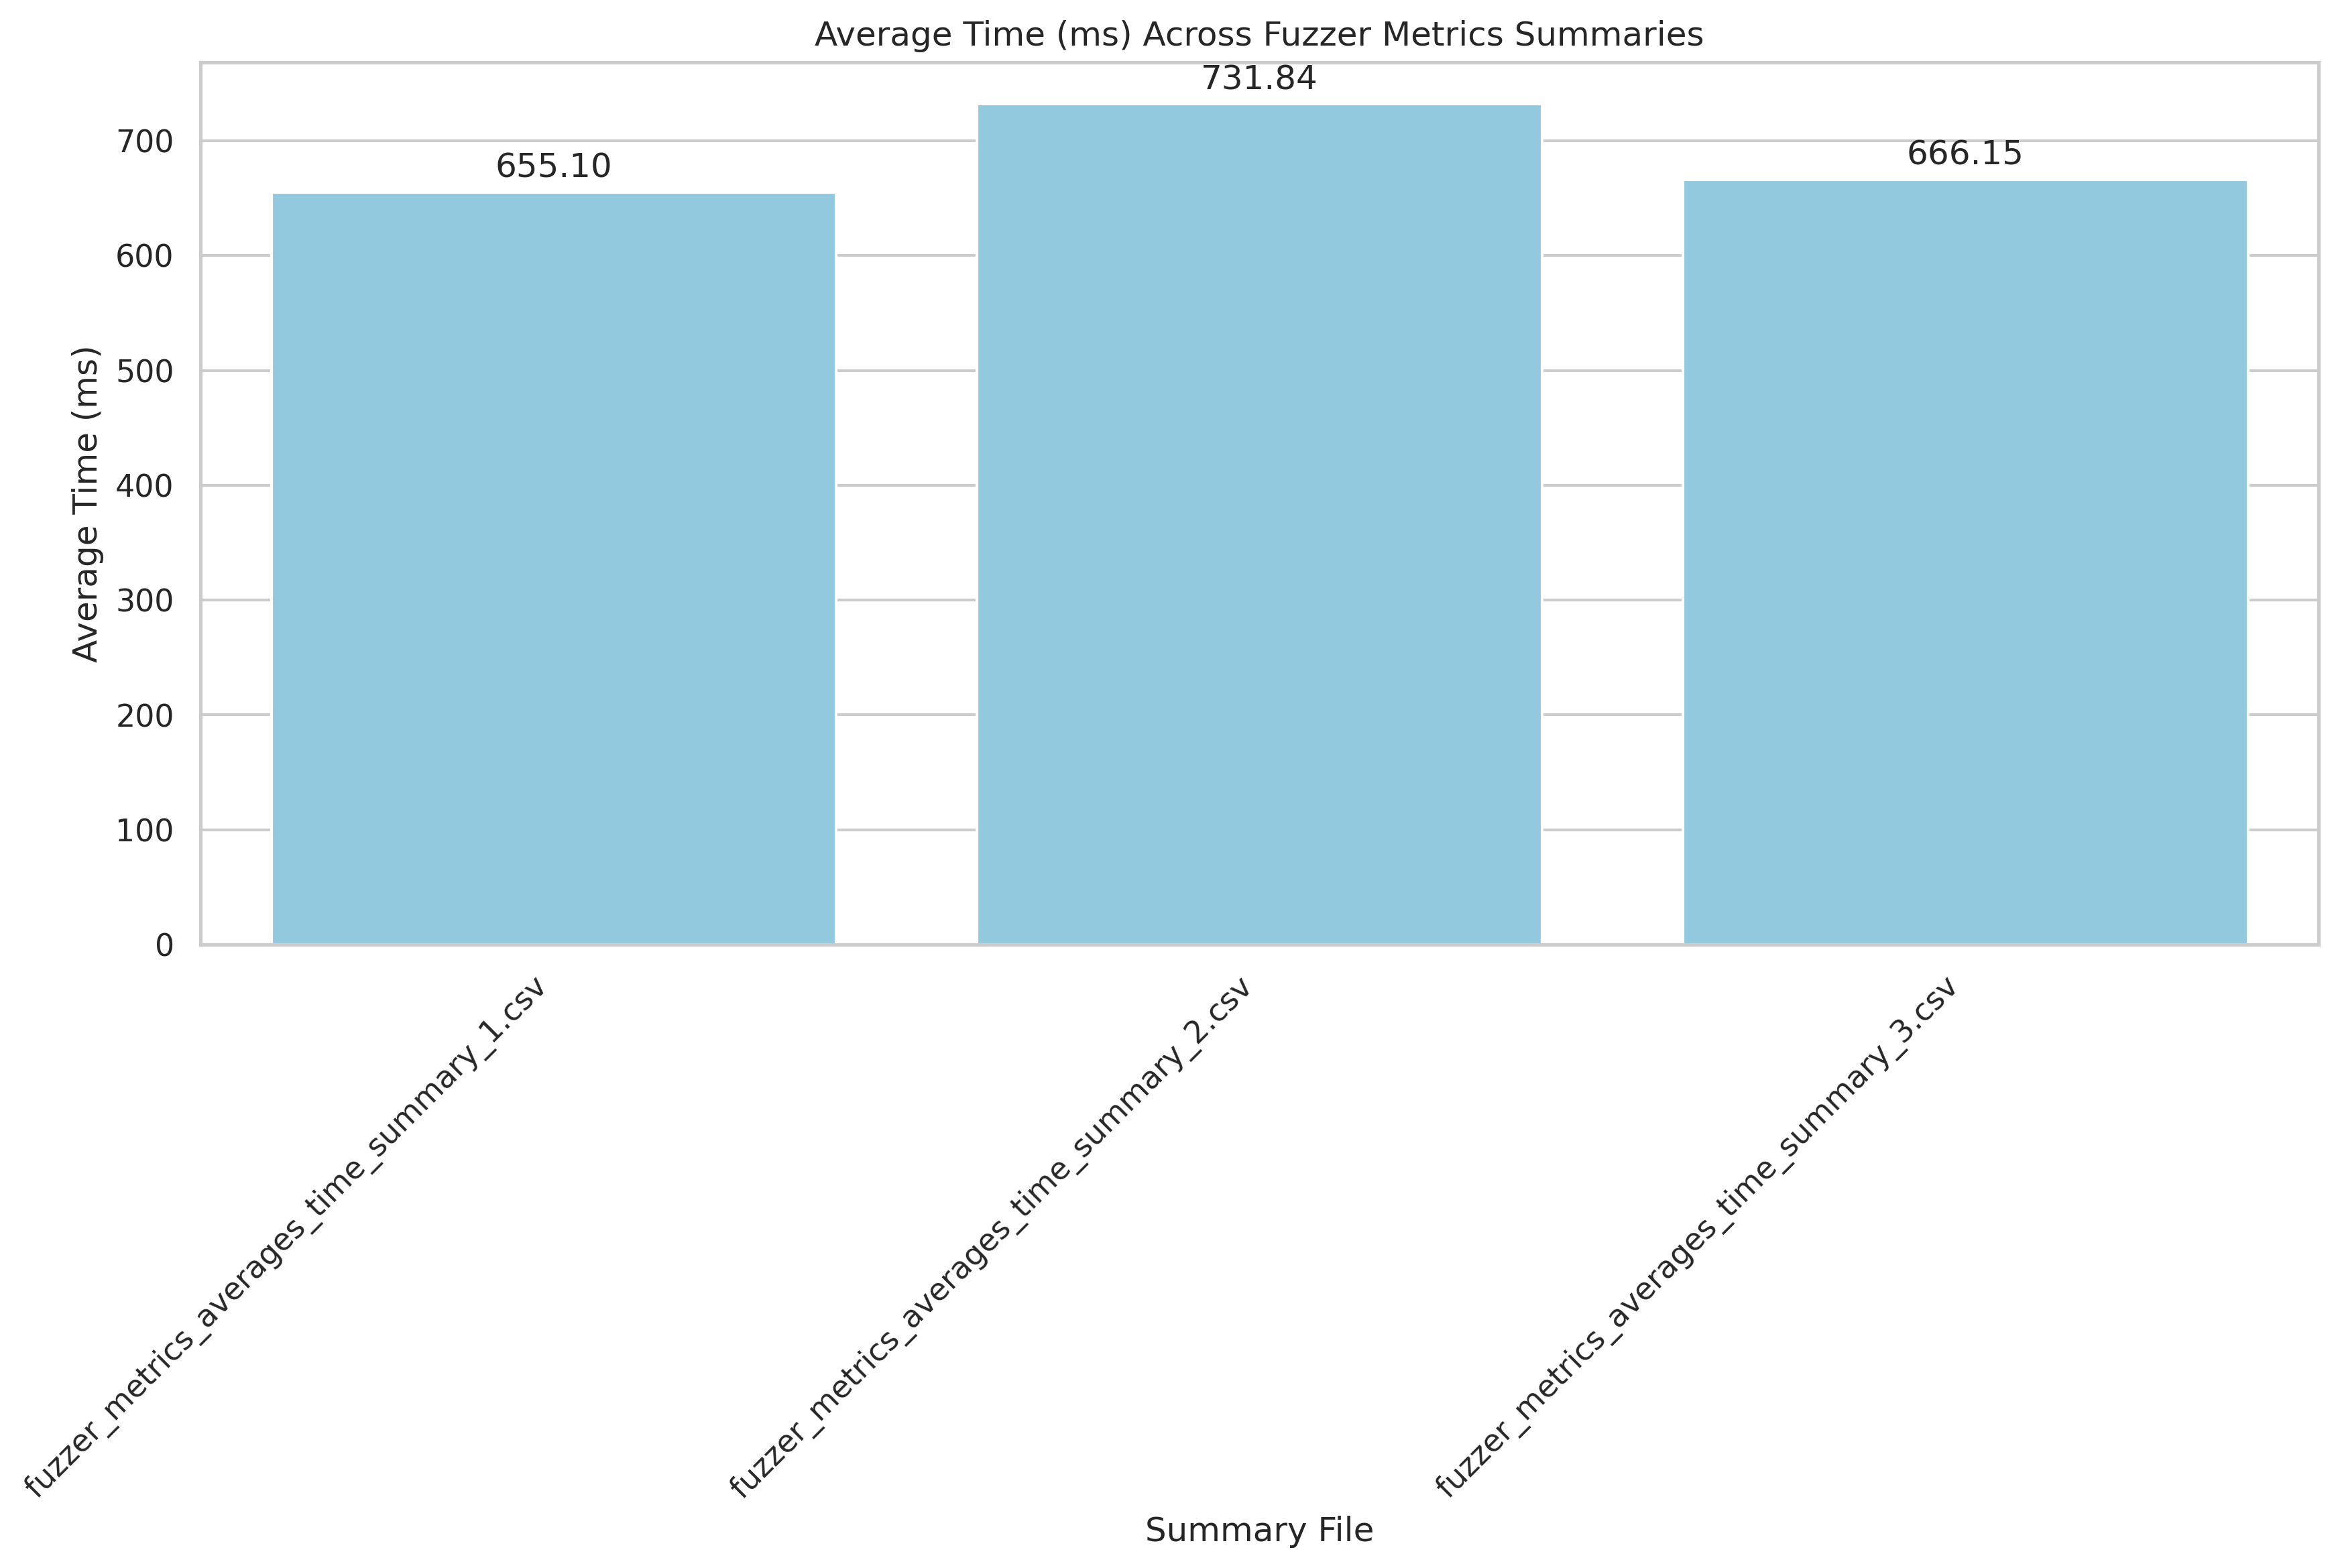 Average Time (ms) Across Fuzzer Metrics Summaries
731.84
655.10
666.15
700
600
500
400
300
200
100
0
Average Time (ms)
fuzzer_metrics_averages_time_summary_1.csv
fuzzer_metrics_averages_time_summary_2.csv
fuzzer_metrics_averages_time_summary_3.csv
Summary File